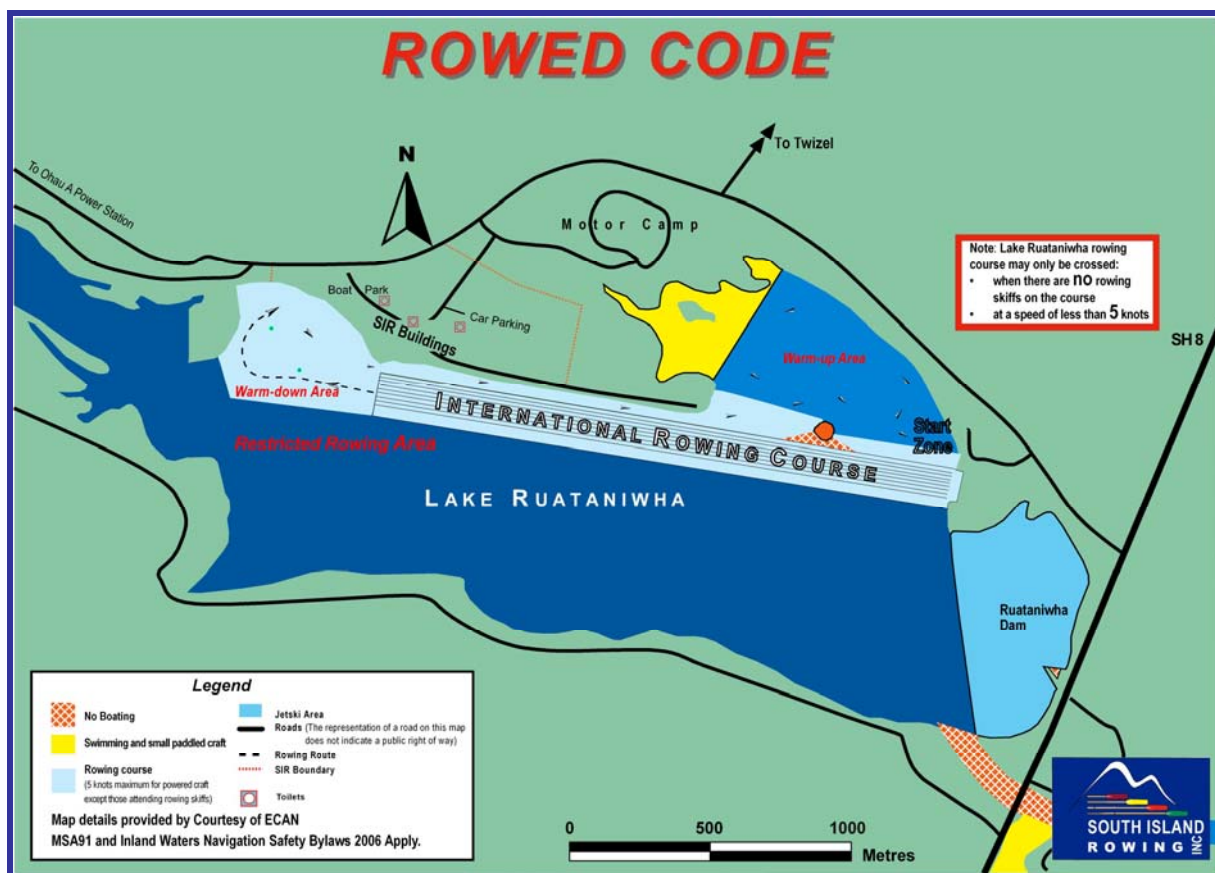 ROWED CODE
To Twizel
N
To Ohau A Power Station
Motor Camp
Note: Lake Ruataniwha rowing
course may only be crossed:
• when there are no rowing
skiffs on the course
• at a speed of less than 5 knots
SH 8
Boat Park
Car Parking
SIR Buildings
Warm-up Area
Warm-down Area
INTERNATIONAL ROWING COURSE
Start
Zone
Restricted Rowing Area
LAKE RUATANIWHA
Ruataniwha
Dam
Legend
No Boating
Swimming and small paddled craft
Rowing course
(5 knots maximum for powered craft
except those attending rowing skiffs)
Jetski Area
Roads (The representation of a road on this map
does not indicate a public right of way)
Rowing Route
SIR Boundary
Toilets
Map details provided by Courtesy of ECAN
MSA91 and Inland Waters Navigation Safety Bylaws 2006 Apply.
0 500 1000
Metres
SOUTH ISLAND
ROWING INC